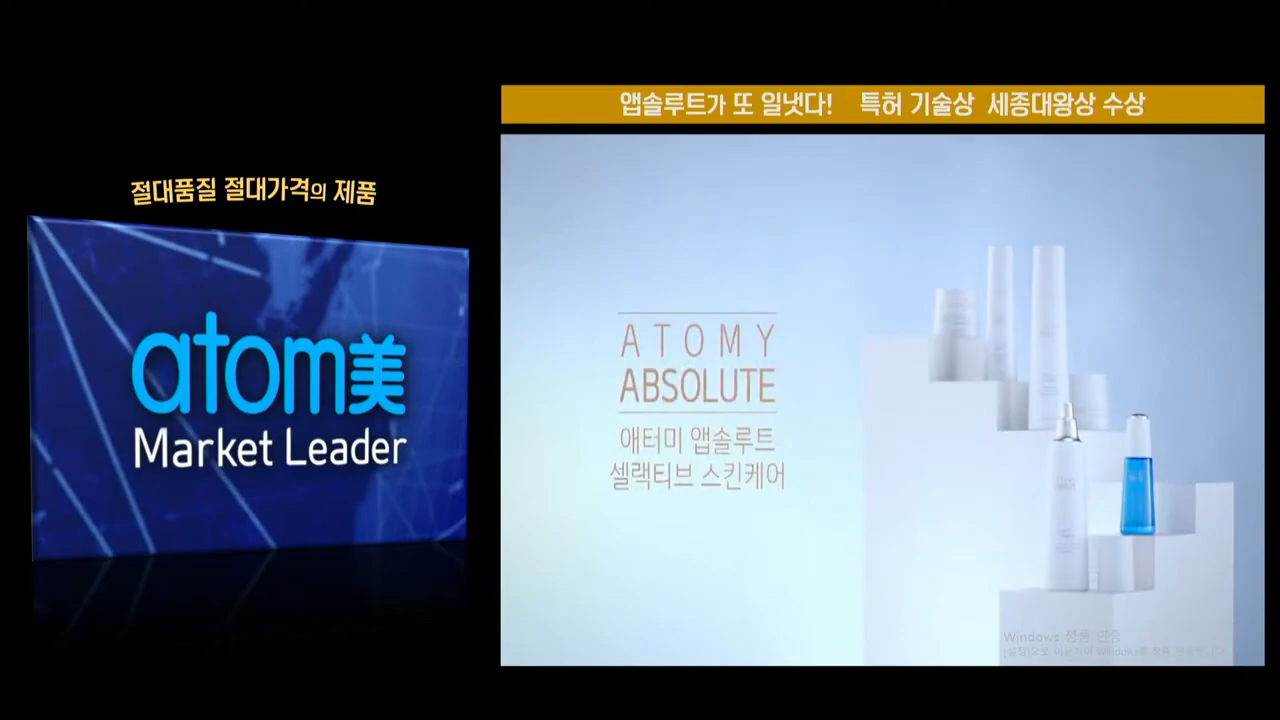 앱솔루트가 또 일냇다! 특허 기술상 세종대왕상 수상
절대품질 절대가격의 제품
atom美
Market Leader
ATOMY
ABSOLUTE
애터미 앱솔루트
셀랙티브 스킨케어
Windows 정품 인증